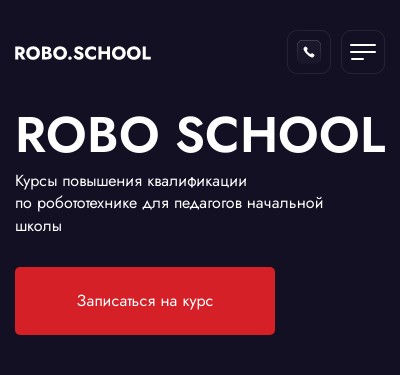 ROBO.SCHOOL
ROBO SCHOOL
Курсы повышения квалификации
по робототехнике для педагогов начальной
школы
Записаться на курс